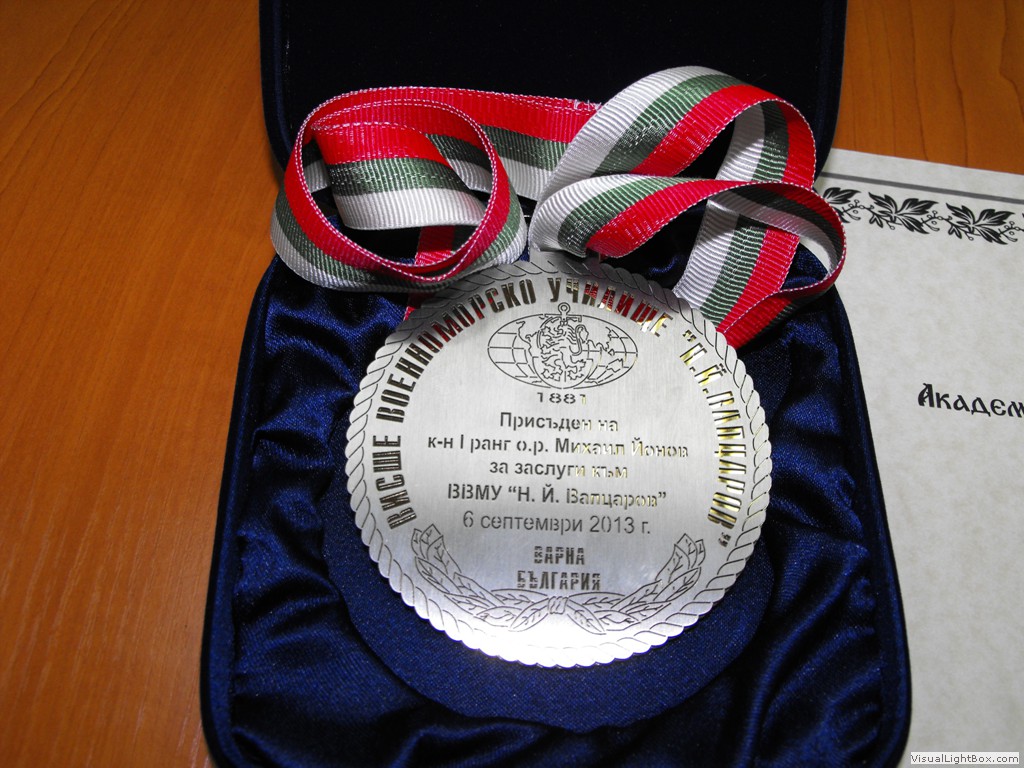 ВИСШЕ ВОЕННОМОРСКО УЧИЛИЩЕ "Н.Й.ВАПЦАРОВ"
1881
Присъден на
к-н I ранг о.р. Михаил Йонов
за заслуги към
ВВМУ "Н. Й. Вапцаров"
6 септември 2013 г.
ВАРНА
БЪЛГАРИЯ
Академ
VisualLightBox.com